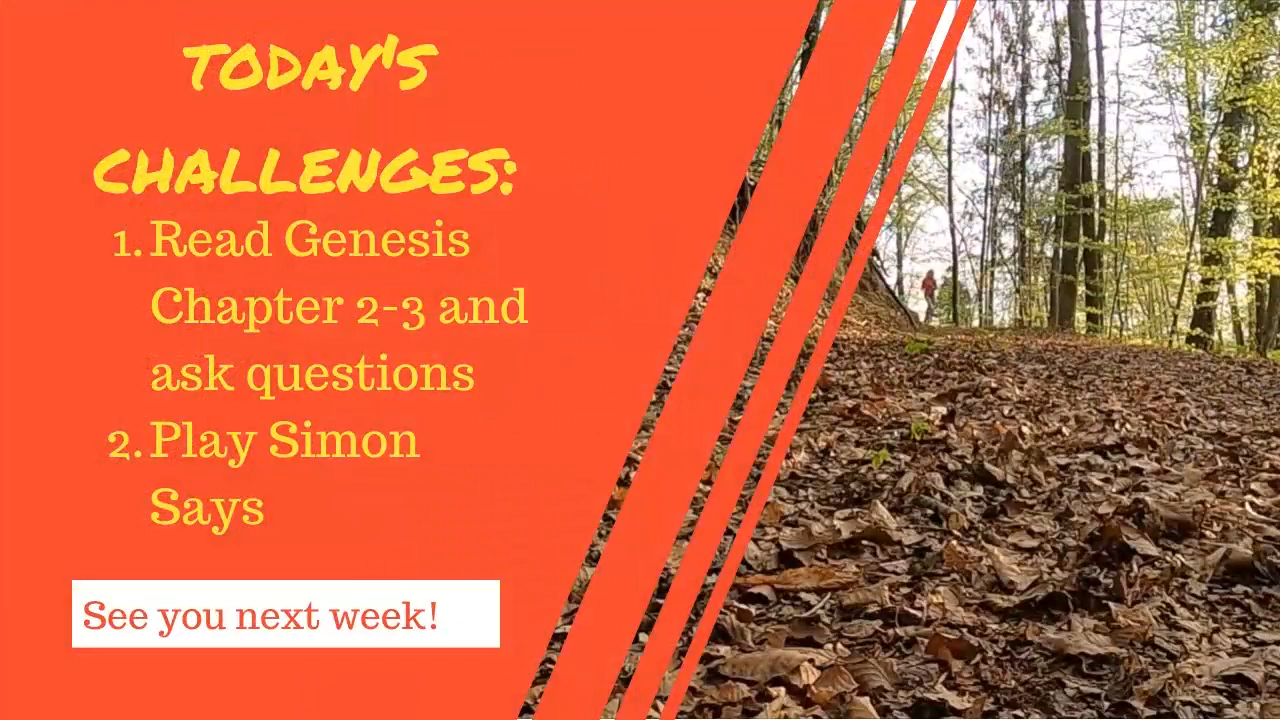 TODAY'S
CHALLENGES:
1. Read Genesis
Chapter 2-3 and
ask questions
2. Play Simon
Says
See you next week!